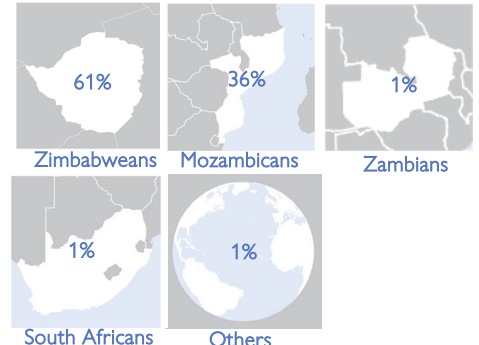 61%
Zimbabweans
36%
Mozambicans
1%
Zambians
1%
South Africans
1%
Others